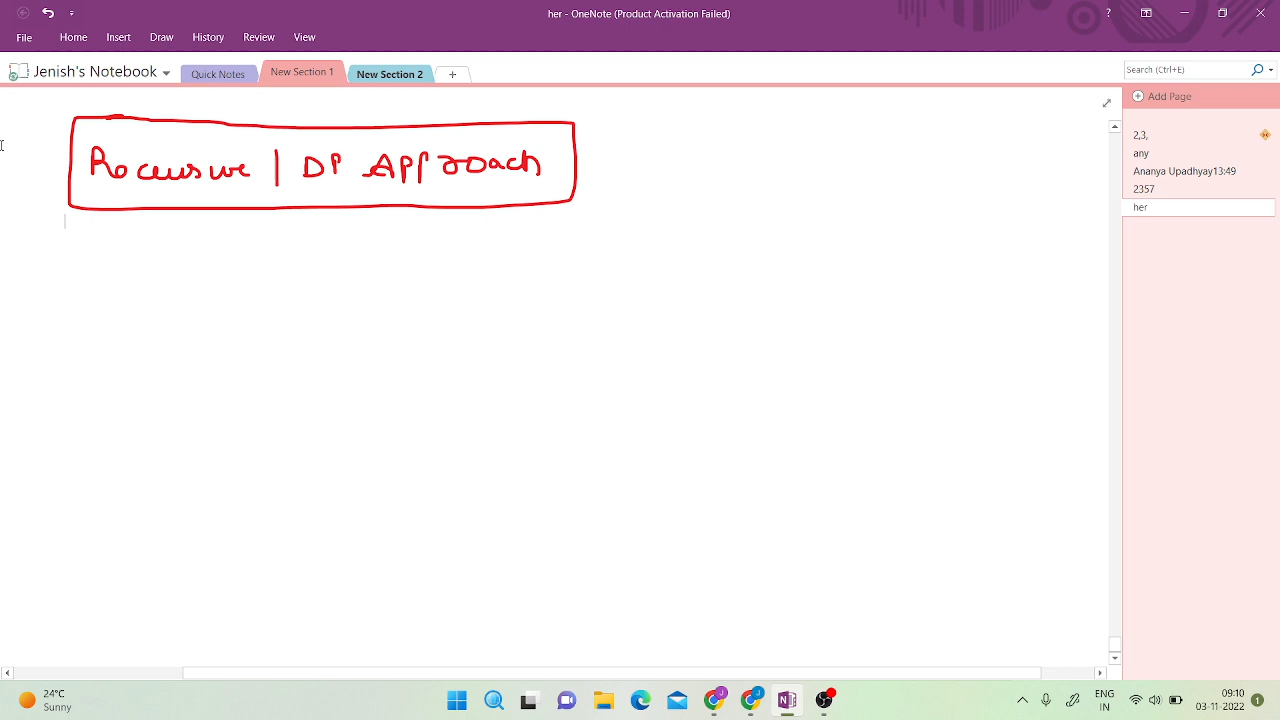 her - OneNote (Product Activation Failed)
?
File Home Insert Draw History Review View
Jenish's Notebook
Quick Notes
New Section 1
New Section 2
Search (Ctrl+E)
Add Page
2,3,
any
Ananya Upadhyay13:49
2357
her
Recursive | DP Approach
24°C
Sunny
ENG
IN
09:10
03-11-2022
1